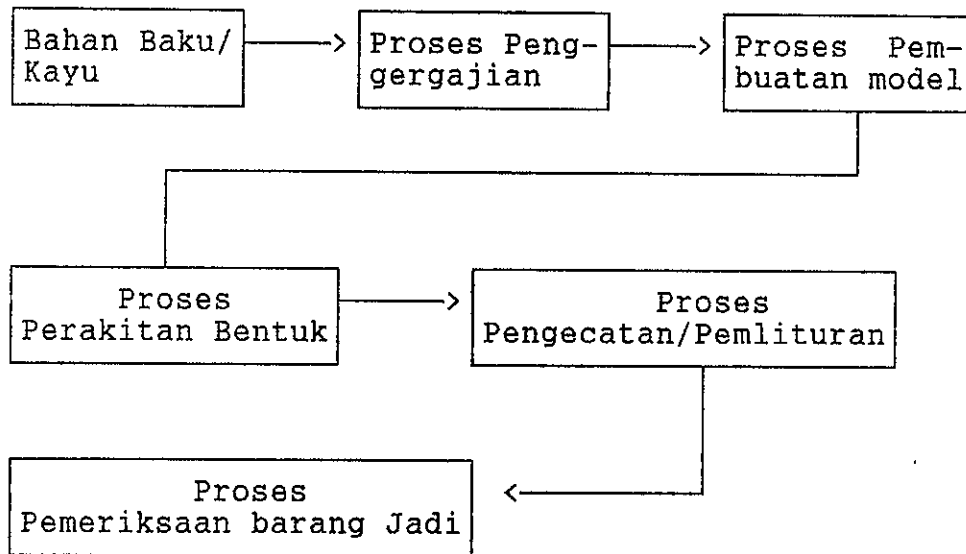 Bahan Baku/
Kayu
Proses Peng-
gergajian
Proses Pem-
buatan model
Proses
Perakitan Bentuk
Proses
Pengecatan/Pemlituran
Proses
Pemeriksaan barang Jadi